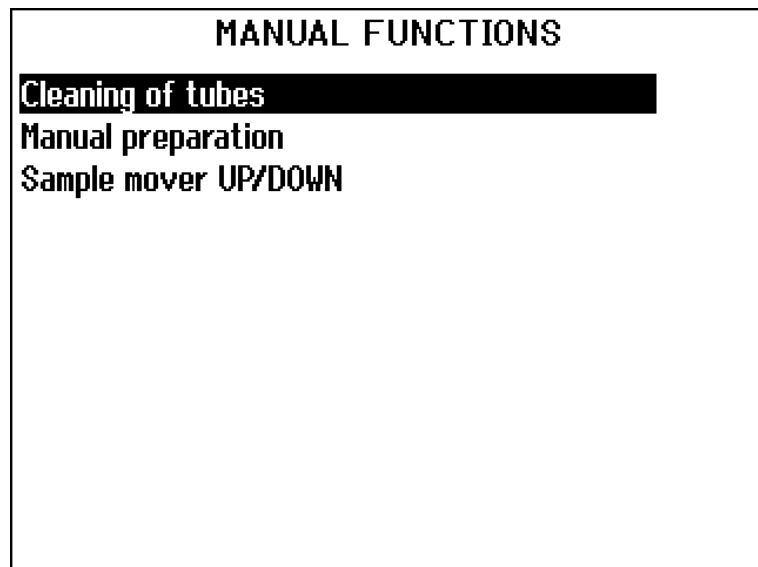 MANUAL FUNCTIONS
Cleaning of tubes
Manual preparation
Sample mover UP/DOWN